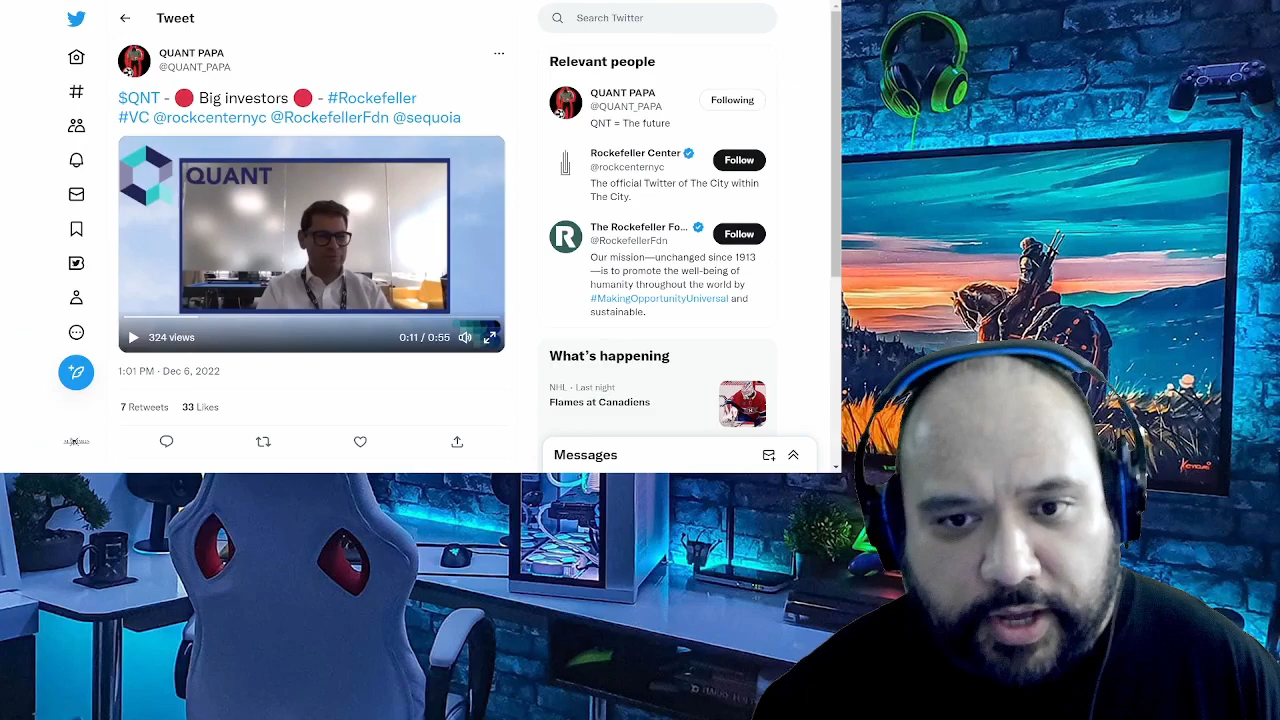 Tweet
QUANT PAPA
@QUANT_PAPA
$QNT - 🔴 Big investors 🔴 - #Rockefeller
#VC @rockcenternyc @RockefellerFdn @sequoia
QUANT
324 views
0:11 / 0:55
1:01 PM · Dec 6, 2022
7 Retweets 33 Likes
Search Twitter
Relevant people
QUANT PAPA
@QUANT_PAPA
Following
QNT = The future
Rockefeller Center
@rockcenternyc
Follow
The official Twitter of The City within
The City.
The Rockefeller Fo...
@RockefellerFdn
Follow
R
Our mission—unchanged since 1913
—is to promote the well-being of
humanity throughout the world by
#MakingOpportunityUniversal and
sustainable.
What's happening
NHL · Last night
Flames at Canadiens
Messages